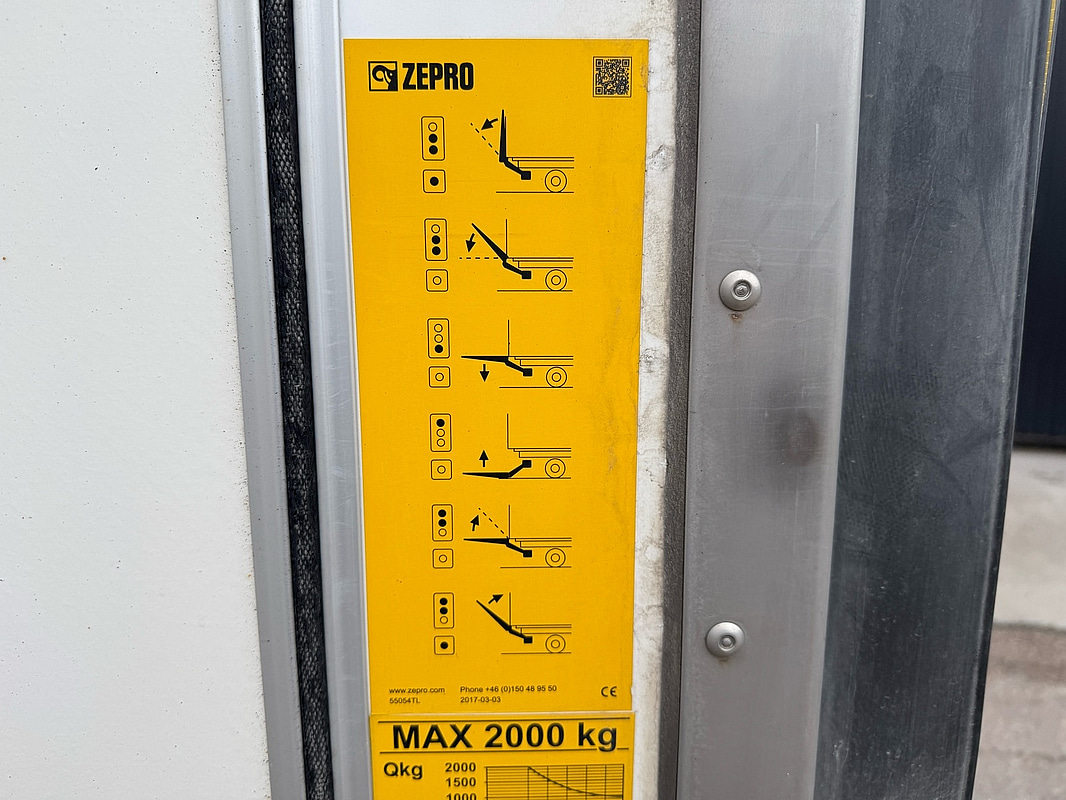 ZEPRO
www.zepro.com Phone +46 (0)150 48 95 50 CE
55054TL 2017-03-03
MAX 2000 kg
Qkg 2000
1500
1000